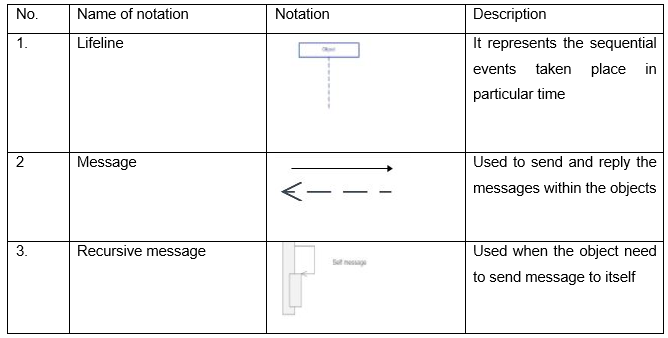 No. Name of notation Notation Description
1. Lifeline Object It represents the sequential
events taken place in
particular time
2 Message Used to send and reply the
messages within the objects
3. Recursive message Self message Used when the object need
to send message to itself